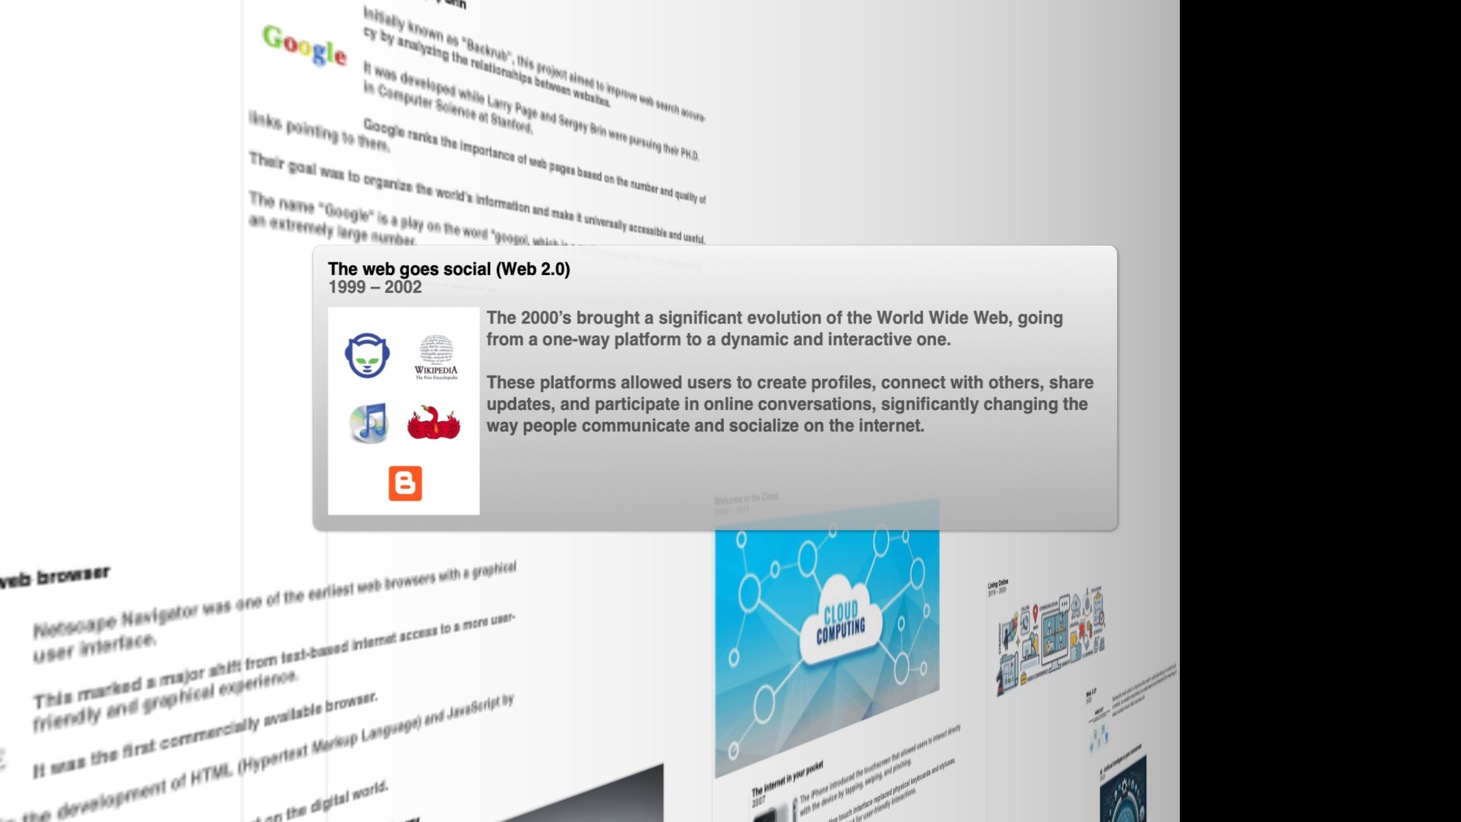 Google
Initially known as "Backrub", this project aimed to improve web search accura-
cy by analyzing the relationships between websites.
It was developed while Larry Page and Sergey Brin were pursuing their PH.D.
in Computer Science at Stanford.
Google ranks the importance of web pages based on the number and quality of
links pointing to them.
Their goal was to organize the world's information and make it universally accessible and useful.
The name "Google" is a play on the word "googol, which is
an extremely large number.
The web goes social (Web 2.0)
1999 – 2002
WIKIPEDIA
The Free Encyclopedia
B
The 2000's brought a significant evolution of the World Wide Web, going
from a one-way platform to a dynamic and interactive one.
These platforms allowed users to create profiles, connect with others, share
updates, and participate in online conversations, significantly changing the
way people communicate and socialize on the internet.
web browser
Netscape Navigator was one of the earliest web browsers with a graphical
user interface.
This marked a major shift from text-based internet access to a more user-
friendly and graphical experience.
It was the first commercially available browser.
the development of HTML (Hypertext Markup Language) and JavaScript by
on the digital world.
Welcome to the Cloud
CLOUD
COMPUTING
The internet in your pocket
2007
The iPhone introduced the touchscreen that allowed users to interact directly
with the device by tapping, swiping, and pinching.
touch interface replaced physical keyboards and styluses,
for user-friendly interactions.
Living Online